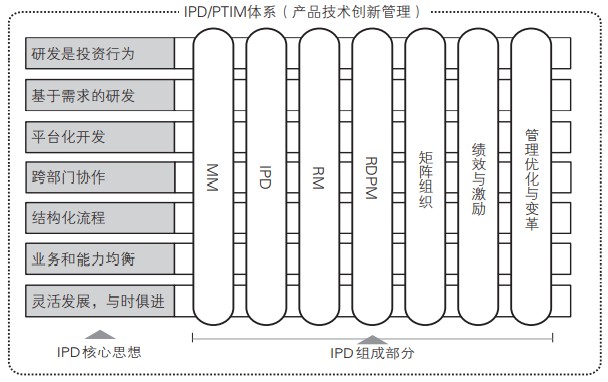 IPD/PTIM体系（产品技术创新管理）
研发是投资行为
基于需求的研发
平台化开发
跨部门协作
结构化流程
业务和能力均衡
灵活发展，与时俱进
MM
IPD
RM
RDPM
矩阵组织
绩效与激励
管理优化与变革
IPD核心思想
IPD组成部分